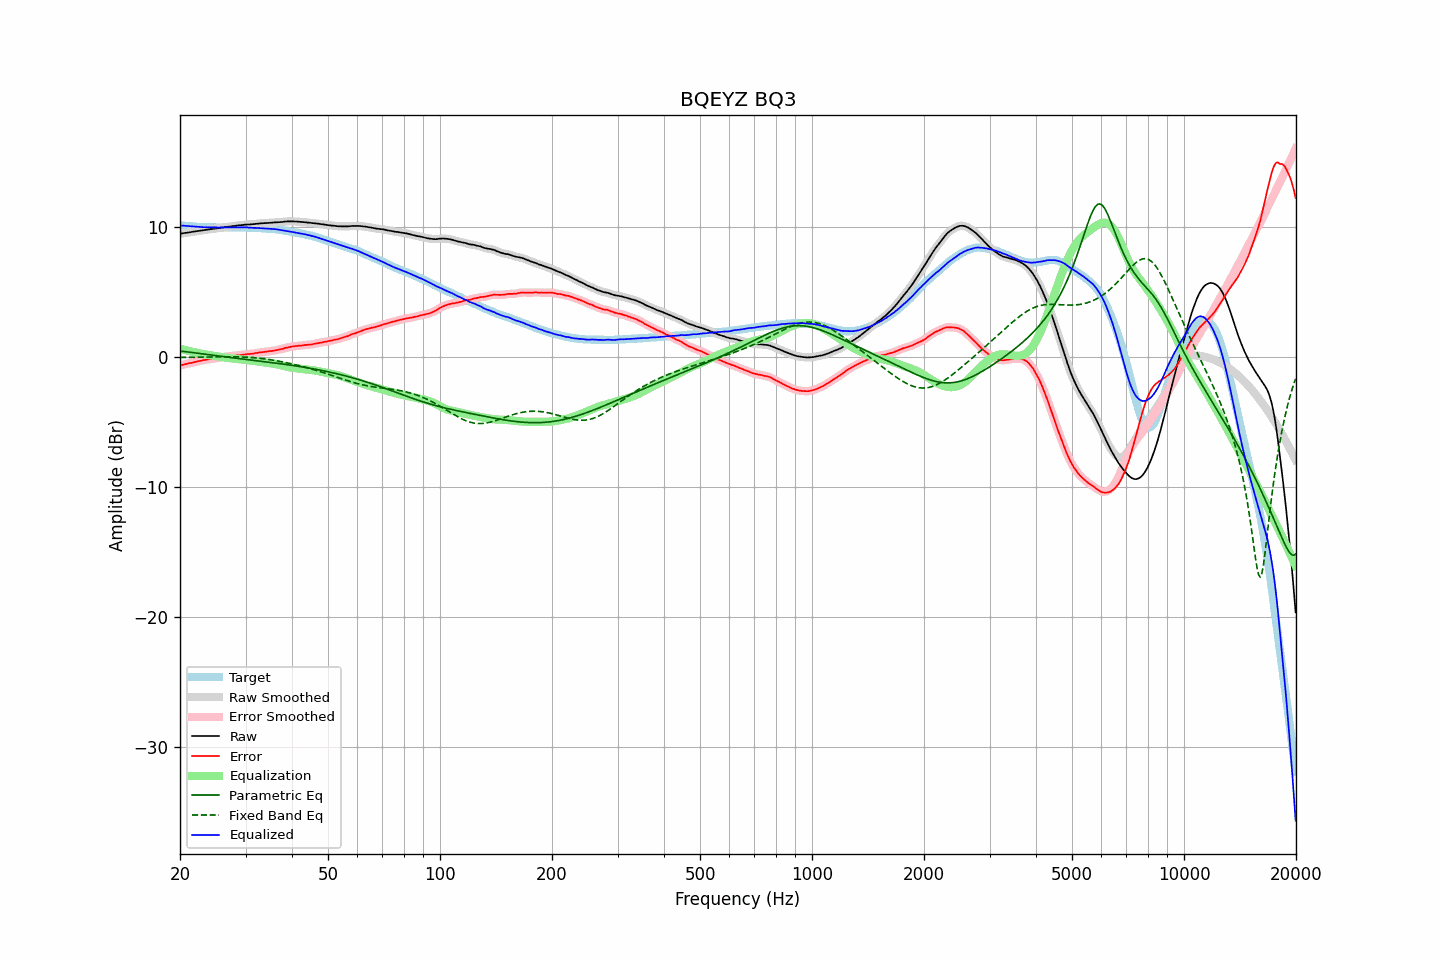 BQEYZ BQ3
Amplitude (dBr)
10
0
−10
−20
−30
Target
Raw Smoothed
Error Smoothed
Raw
Error
Equalization
Parametric Eq
Fixed Band Eq
Equalized
20 50 100 200 500 1000 2000 5000 10000 20000
Frequency (Hz)